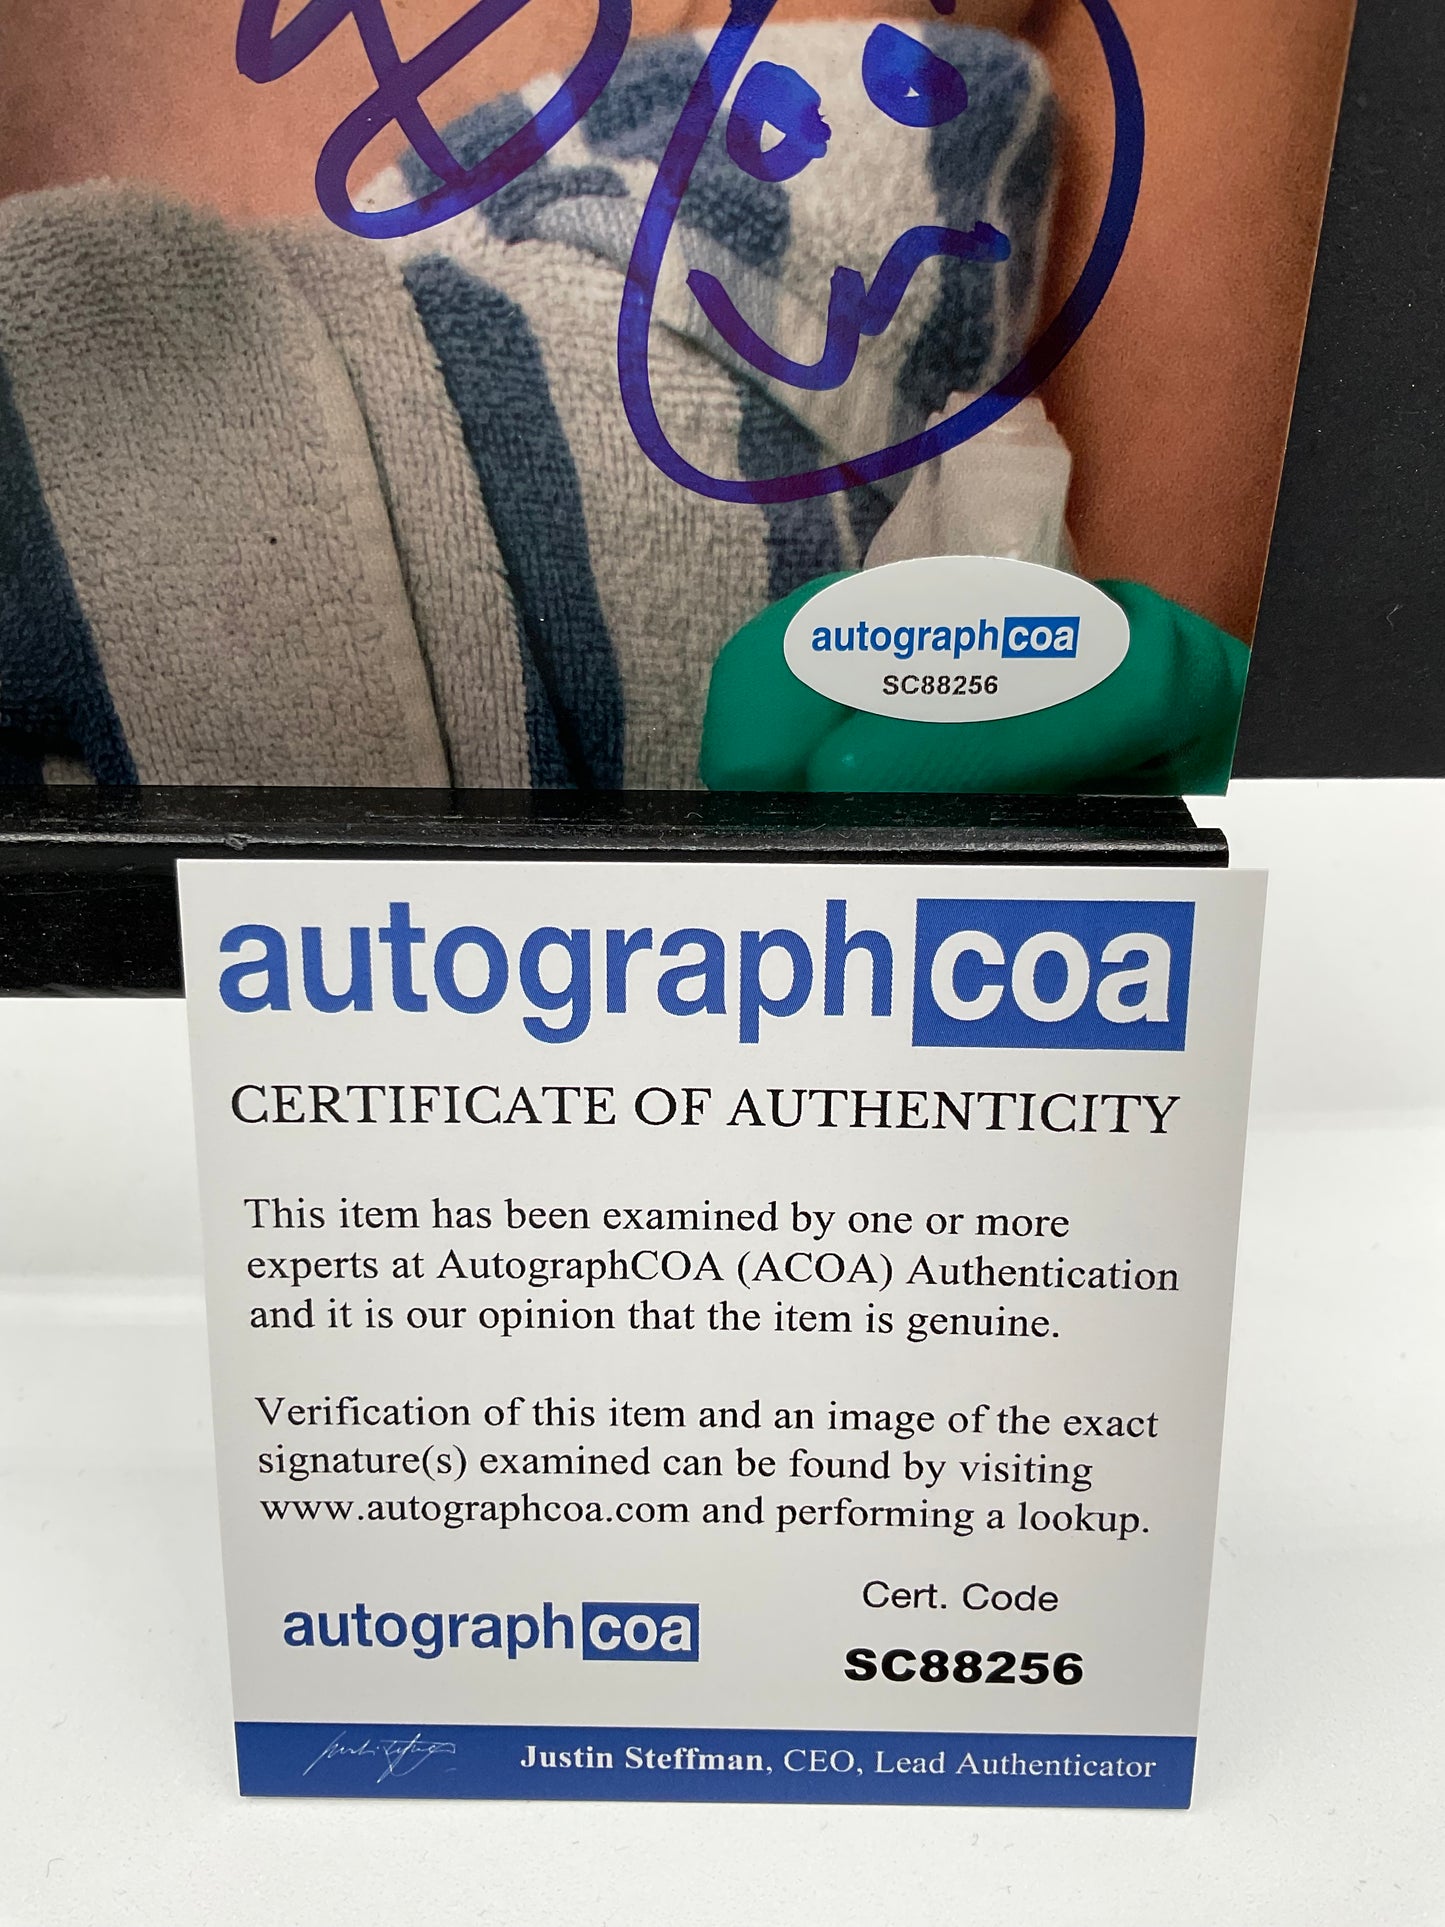 autographcoa
SC88256
autographcoa
CERTIFICATE OF AUTHENTICITY
This item has been examined by one or more
experts at AutographCOA (ACOA) Authentication
and it is our opinion that the item is genuine.
Verification of this item and an image of the exact
signature(s) examined can be found by visiting
www.autographcoa.com and performing a lookup.
Cert. Code
autographcoa
SC88256
Justin Steffman, CEO, Lead Authenticator